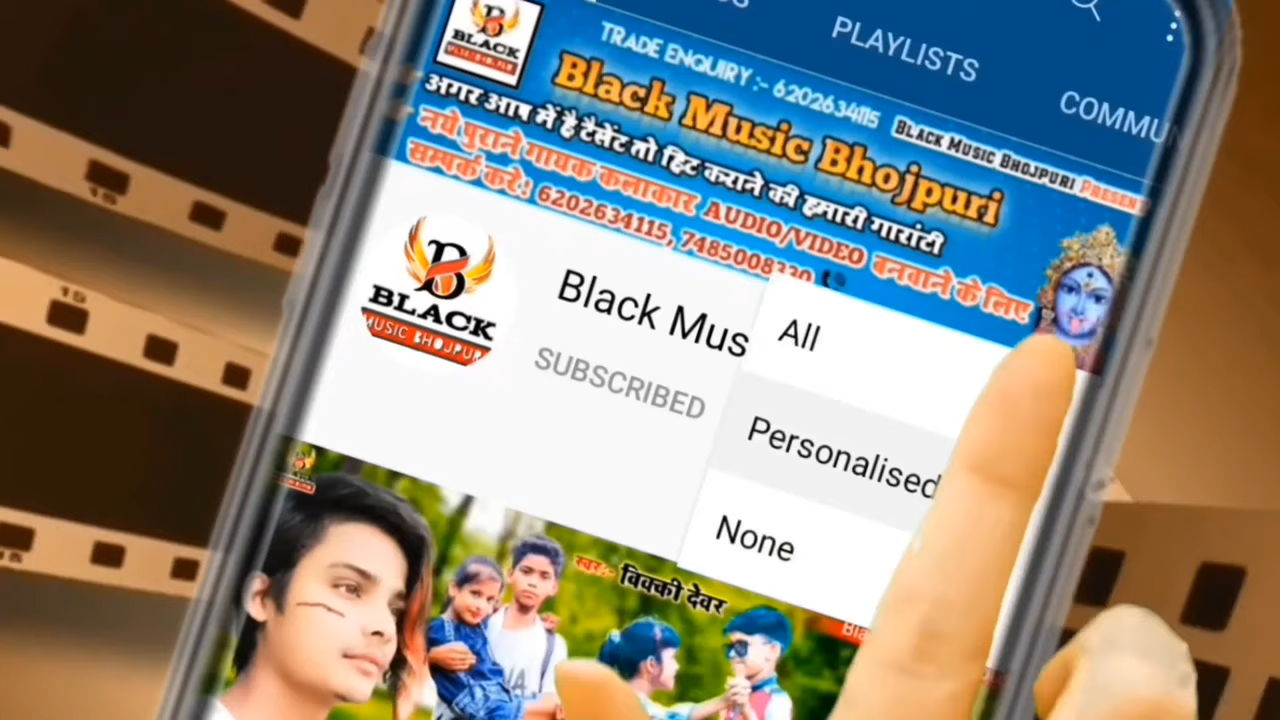 PLAYLISTS
COMMU
TRADE ENQUIRY :- 6202634115
BLACK
BLACK MUSIC BHOJPURI PRESENT
Black Music Bhojpuri
अगर आप में है टैलेंट तो हिट कराने की हमारी गारंटी
नये पुराने गायक कलाकार AUDIO/VIDEO बनवाने के लिए
सम्पर्क करे! 6202634115, 7485008330
B
BLACK
MUSIC BHOJPUR
Black Mus
SUBSCRIBED
All
Personalised
None
स्वर:- विक्की देवर
Bla